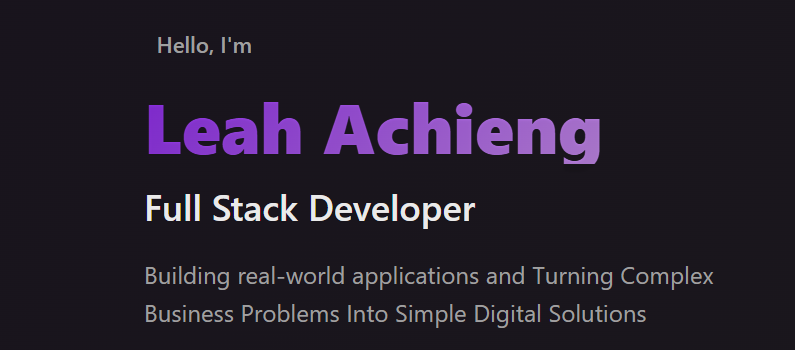 Hello, I'm
Leah Achieng
Full Stack Developer
Building real-world applications and Turning Complex
Business Problems Into Simple Digital Solutions